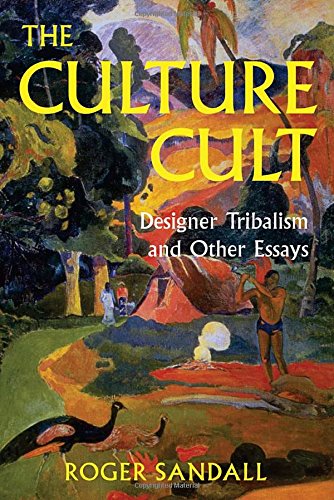 THE
CULTURE
CULT
Designer Tribalism
and Other Essays
ROGER SANDALL